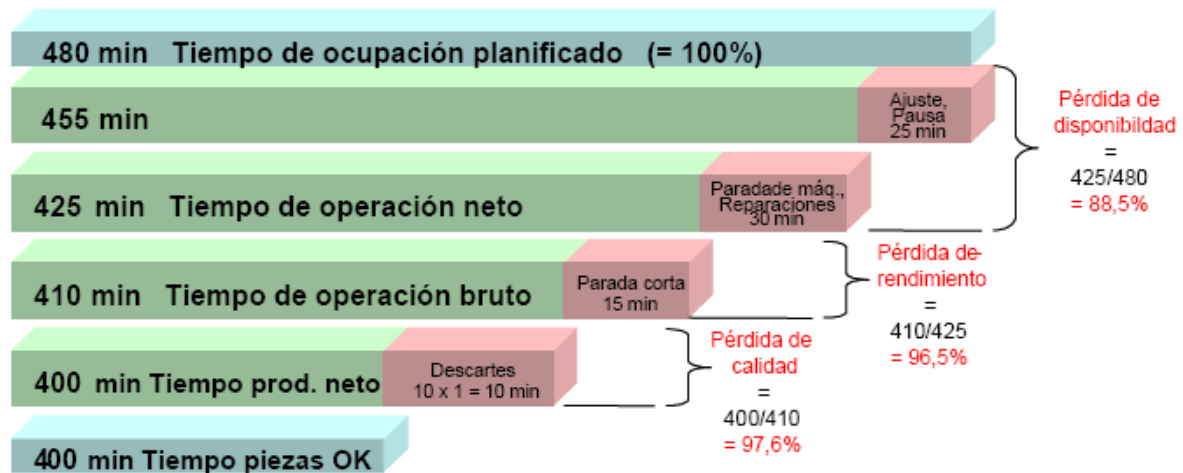 480 min Tiempo de ocupación planificado (= 100%)
455 min
Ajuste,
Pausa
25 min
Pérdida de
disponibildad
=
425/480
= 88,5%
425 min Tiempo de operación neto
Paradade máq.,
Reparaciones
30 min
410 min Tiempo de operación bruto
Parada corta
15 min
Pérdida de
rendimiento
=
410/425
= 96,5%
400 min Tiempo prod. neto
Descartes
10 x 1 = 10 min
Pérdida de
calidad
=
400/410
= 97,6%
400 min Tiempo piezas OK